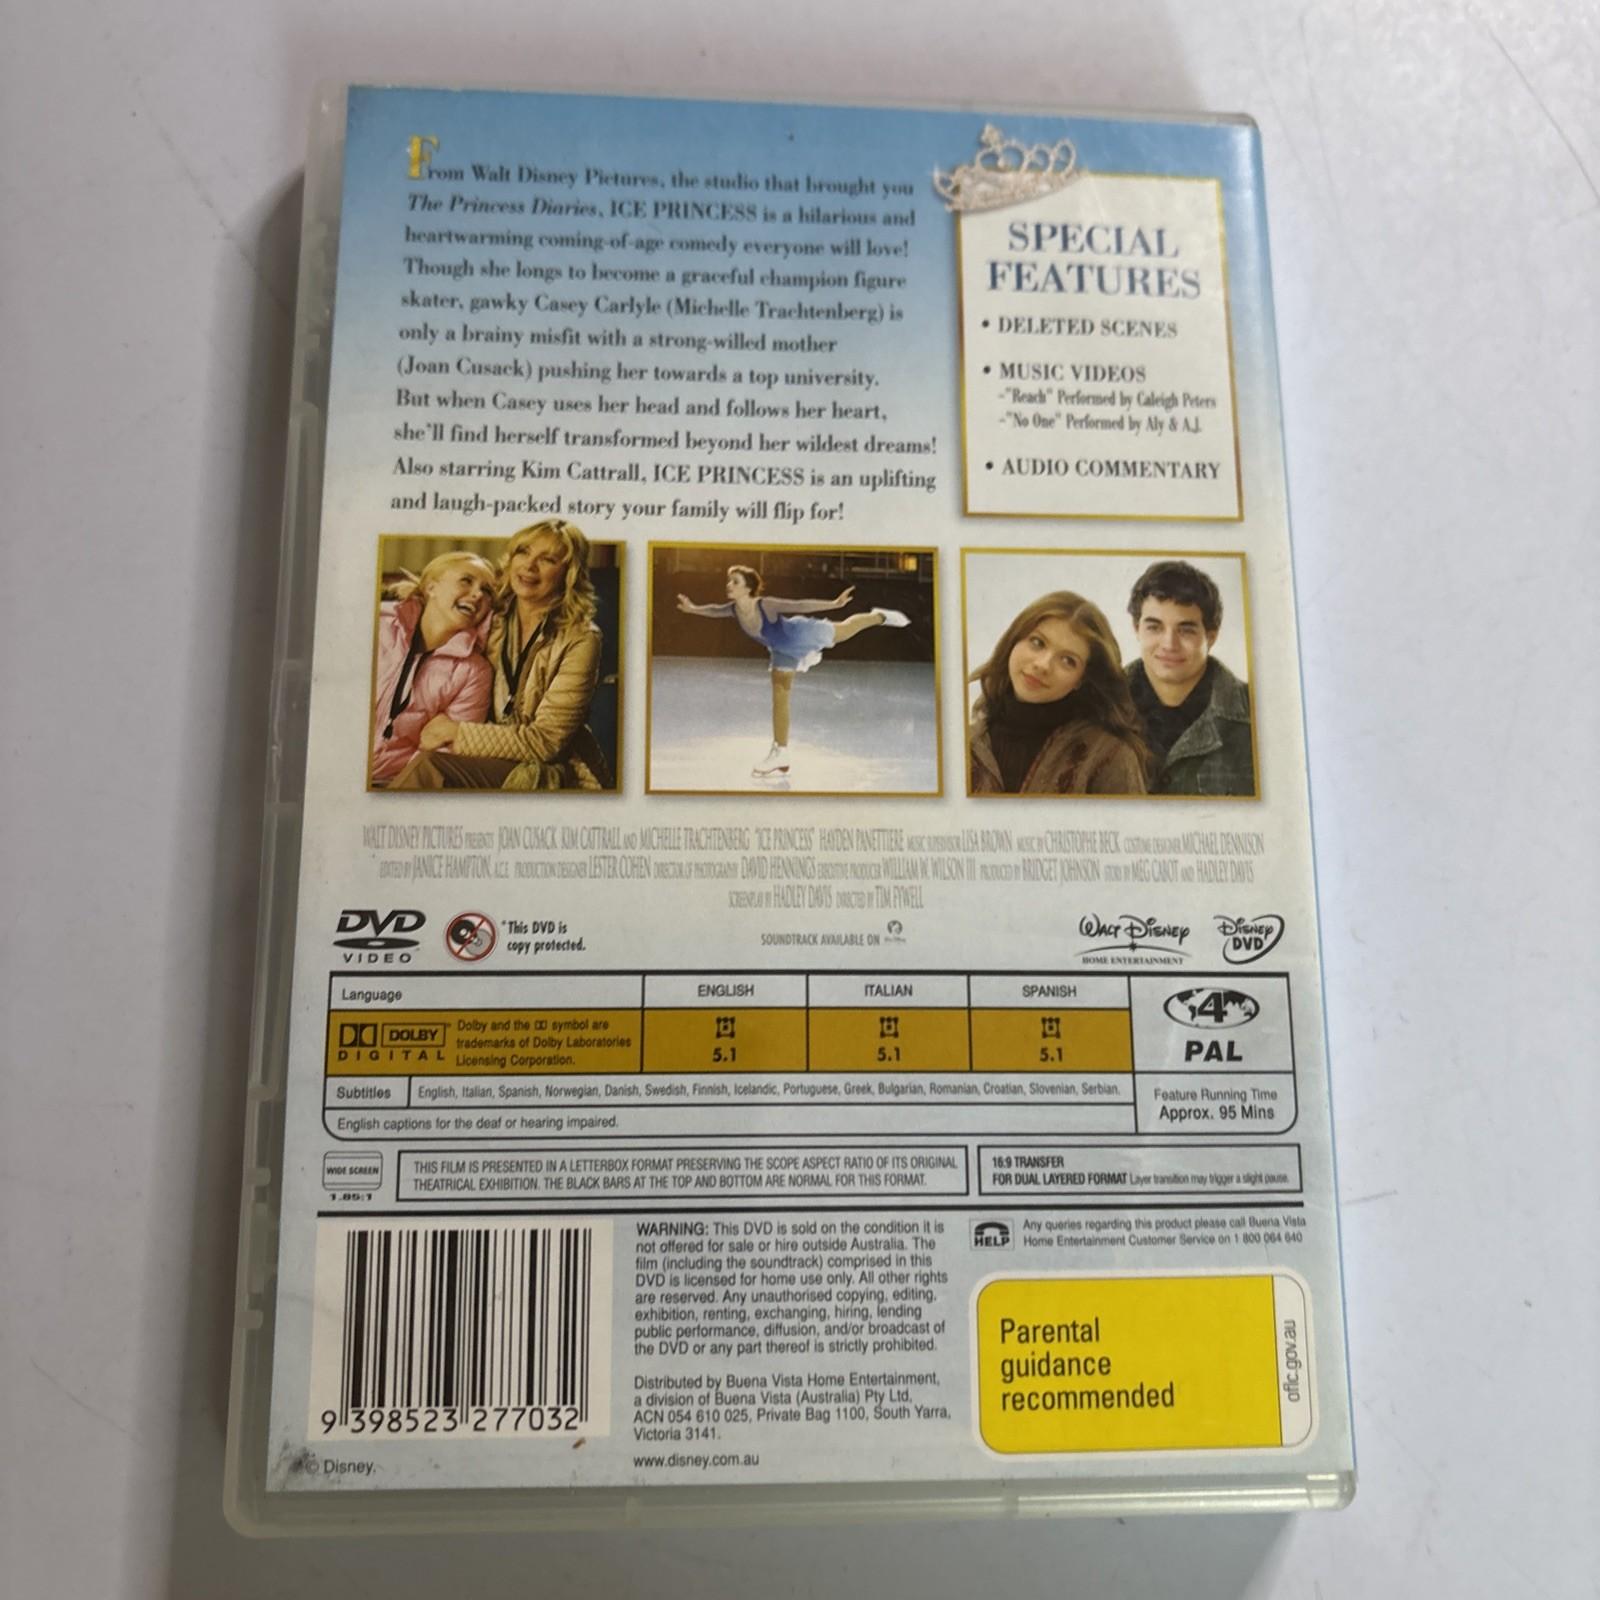 From Walt Disney Pictures, the studio that brought you
The Princess Diaries, ICE PRINCESS is a hilarious and
heartwarming coming-of-age comedy everyone will love!
Though she longs to become a graceful champion figure
skater, gawky Casey Carlyle (Michelle Trachtenberg) is
only a brainy misfit with a strong-willed mother
(Joan Cusack) pushing her towards a top university.
But when Casey uses her head and follows her heart,
she'll find herself transformed beyond her wildest dreams!
Also starring Kim Cattrall, ICE PRINCESS is an uplifting
and laugh-packed story your family will flip for!
SPECIAL
FEATURES
• DELETED SCENES
• MUSIC VIDEOS
-"Reach" Performed by Caleigh Peters
-"No One" Performed by Aly & A.J.
• AUDIO COMMENTARY
WALT DISNEY PICTURES PRESENTS JOAN CUSACK KIM CATTRALL AND MICHELLE TRACHTENBERG "ICE PRINCESS" HAYDEN PANETTIERE MUSIC SUPERVISOR LISA BROWN MUSIC BY CHRISTOPHE BECK COSTUME DESIGNER MICHAEL DENNISON
EDITED BY JANICE HAMPTON, A.C.E. PRODUCTION DESIGNER LESTER COHEN DIRECTOR OF PHOTOGRAPHY DAVID HENNINGS EXECUTIVE PRODUCER WILLIAM W. WILSON III PRODUCED BY BRIDGET JOHNSON STORY BY MEG CABOT AND HADLEY DAVIS
SCREENPLAY BY HADLEY DAVIS DIRECTED BY TIM FYWELL
DVD
VIDEO
*This DVD is
copy protected.
SOUNDTRACK AVAILABLE ON
WALT DISNEY
HOME ENTERTAINMENT
DISNEY
DVD
Language
ENGLISH
ITALIAN
SPANISH
DOLBY
DIGITAL
Dolby and the DD symbol are
trademarks of Dolby Laboratories
Licensing Corporation.
5.1
5.1
5.1
4
PAL
Subtitles
English, Italian, Spanish, Norwegian, Danish, Swedish, Finnish, Icelandic, Portuguese, Greek, Bulgarian, Romanian, Croatian, Slovenian, Serbian.
English captions for the deaf or hearing impaired.
Feature Running Time
Approx. 95 Mins
WIDE SCREEN
1.85:1
THIS FILM IS PRESENTED IN A LETTERBOX FORMAT PRESERVING THE SCOPE ASPECT RATIO OF ITS ORIGINAL
THEATRICAL EXHIBITION. THE BLACK BARS AT THE TOP AND BOTTOM ARE NORMAL FOR THIS FORMAT.
16:9 TRANSFER
FOR DUAL LAYERED FORMAT Layer transition may trigger a slight pause.
9 398523 277032
© Disney.
WARNING: This DVD is sold on the condition it is
not offered for sale or hire outside Australia. The
film (including the soundtrack) comprised in this
DVD is licensed for home use only. All other rights
are reserved. Any unauthorised copying, editing,
exhibition, renting, exchanging, hiring, lending
public performance, diffusion, and/or broadcast of
the DVD or any part thereof is strictly prohibited.
Distributed by Buena Vista Home Entertainment,
a division of Buena Vista (Australia) Pty Ltd.
ACN 054 610 025, Private Bag 1100, South Yarra,
Victoria 3141.
www.disney.com.au
HELP
Any queries regarding this product please call Buena Vista
Home Entertainment Customer Service on 1 800 064 640
Parental
guidance
recommended
oflc.gov.au